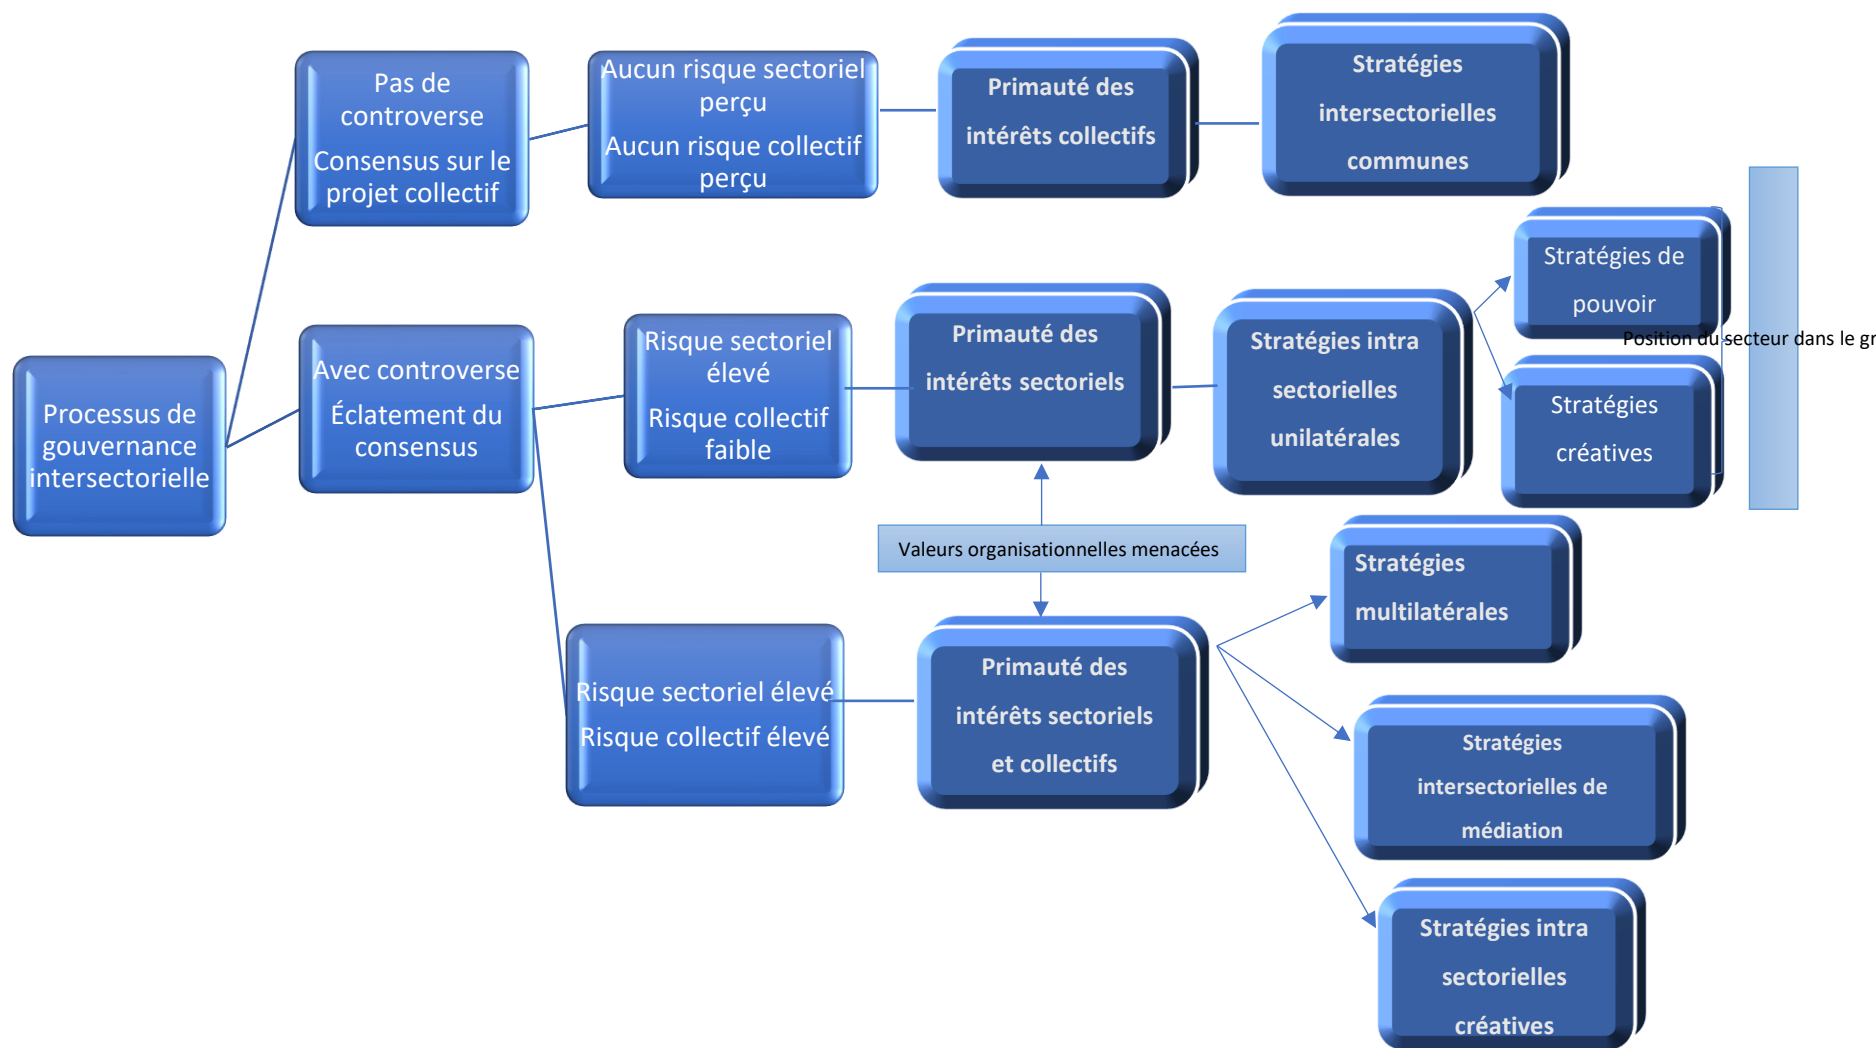 Pas de
controverse
Consensus sur le
projet collectif
Aucun risque sectoriel
perçu
Aucun risque collectif
perçu
Primauté des
intérêts collectifs
Stratégies
intersectorielles
communes
Processus de
gouvernance
intersectorielle
Avec controverse
Éclatement du
consensus
Risque sectoriel
élevé
Risque collectif
faible
Primauté des
intérêts sectoriels
Stratégies intra
sectorielles
unilatérales
Stratégies de
pouvoir
Stratégies
créatives
Position du secteur dans le gr
Valeurs organisationnelles menacées
Risque sectoriel élevé
Risque collectif élevé
Primauté des
intérêts sectoriels
et collectifs
Stratégies
multilatérales
Stratégies
intersectorielles de
médiation
Stratégies intra
sectorielles
créatives